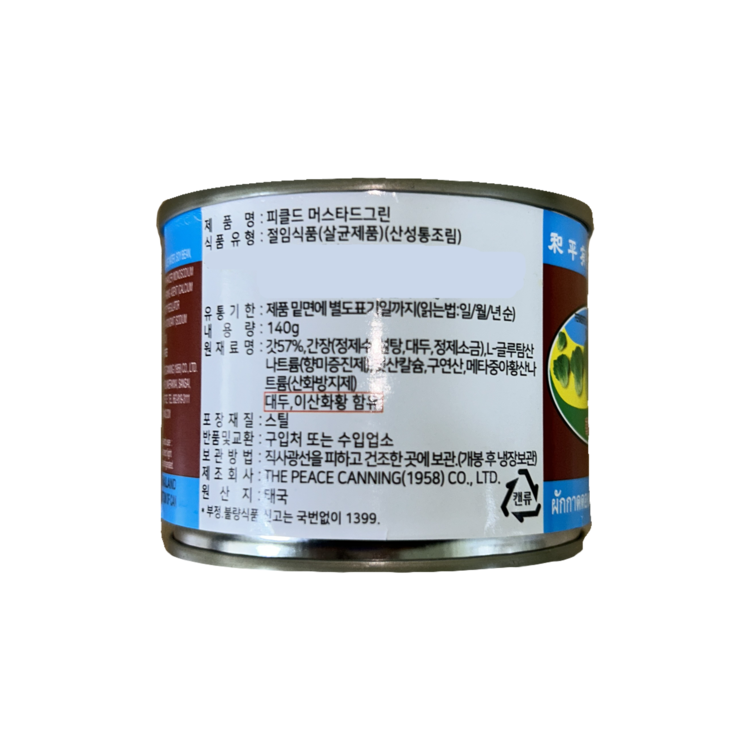 제 품 명 : 피클드 머스타드그린
식품 유형 : 절임식품(살균제품)(산성통조림)
유통기한 : 제품 밑면에 별도표기일까지(읽는법:일/월/년 순)
내 용 량 : 140g
원 재 료 명 : 갓57%,간장(정제수, 설탕, 대두,정제소금),L-글루탐산
나트륨(향미증진제), 칼슘,구연산,메타중아황산나
트륨(산화방지제)
대두,이산화황 함유
포 장 재 질 : 스틸
반품및교환 : 구입처 또는 수입업소
보 관 방 법 : 직사광선을 피하고 건조한 곳에 보관.(개봉 후 냉장보관)
제 조 회 사 : THE PEACE CANNING(1958) CO., LTD.
원 산 지 : 태국
*부정.불량식품 신고는 국번없이 1399.
캔류
和平
ผักกาดดอง